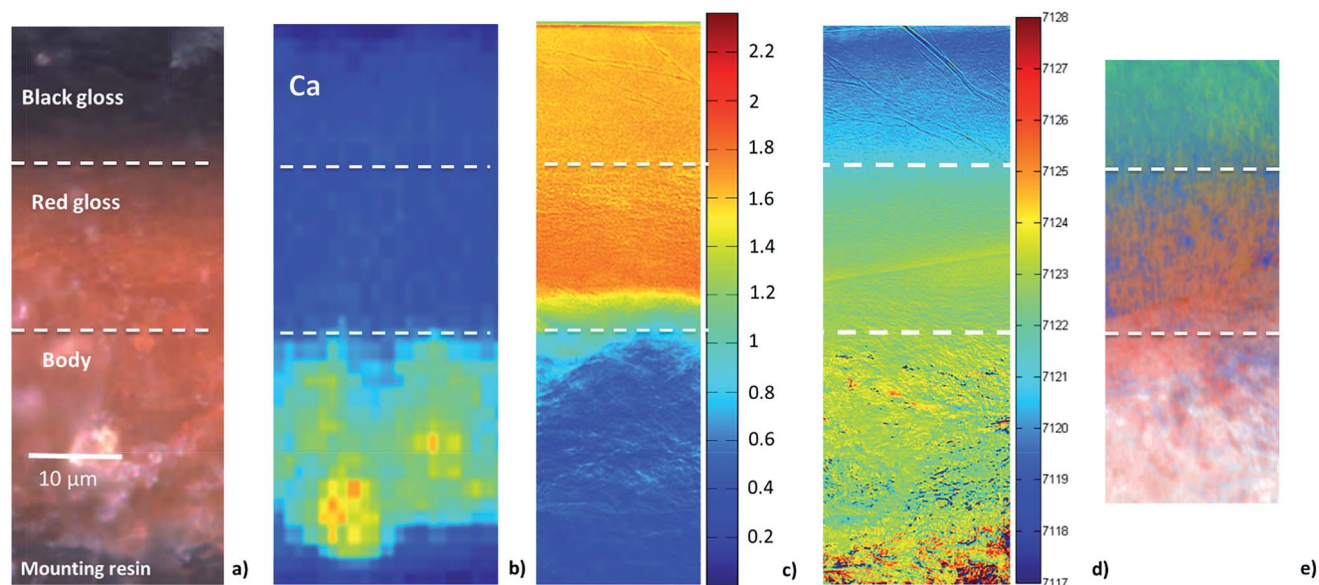 Black gloss
Red gloss
Body
10 µm
Mounting resin
a)
Ca
b)
2.2
2
1.8
1.6
1.4
1.2
1
0.8
0.6
0.4
0.2
c)
7128
7127
7126
7125
7124
7123
7122
7121
7120
7119
7118
7117
d)
e)